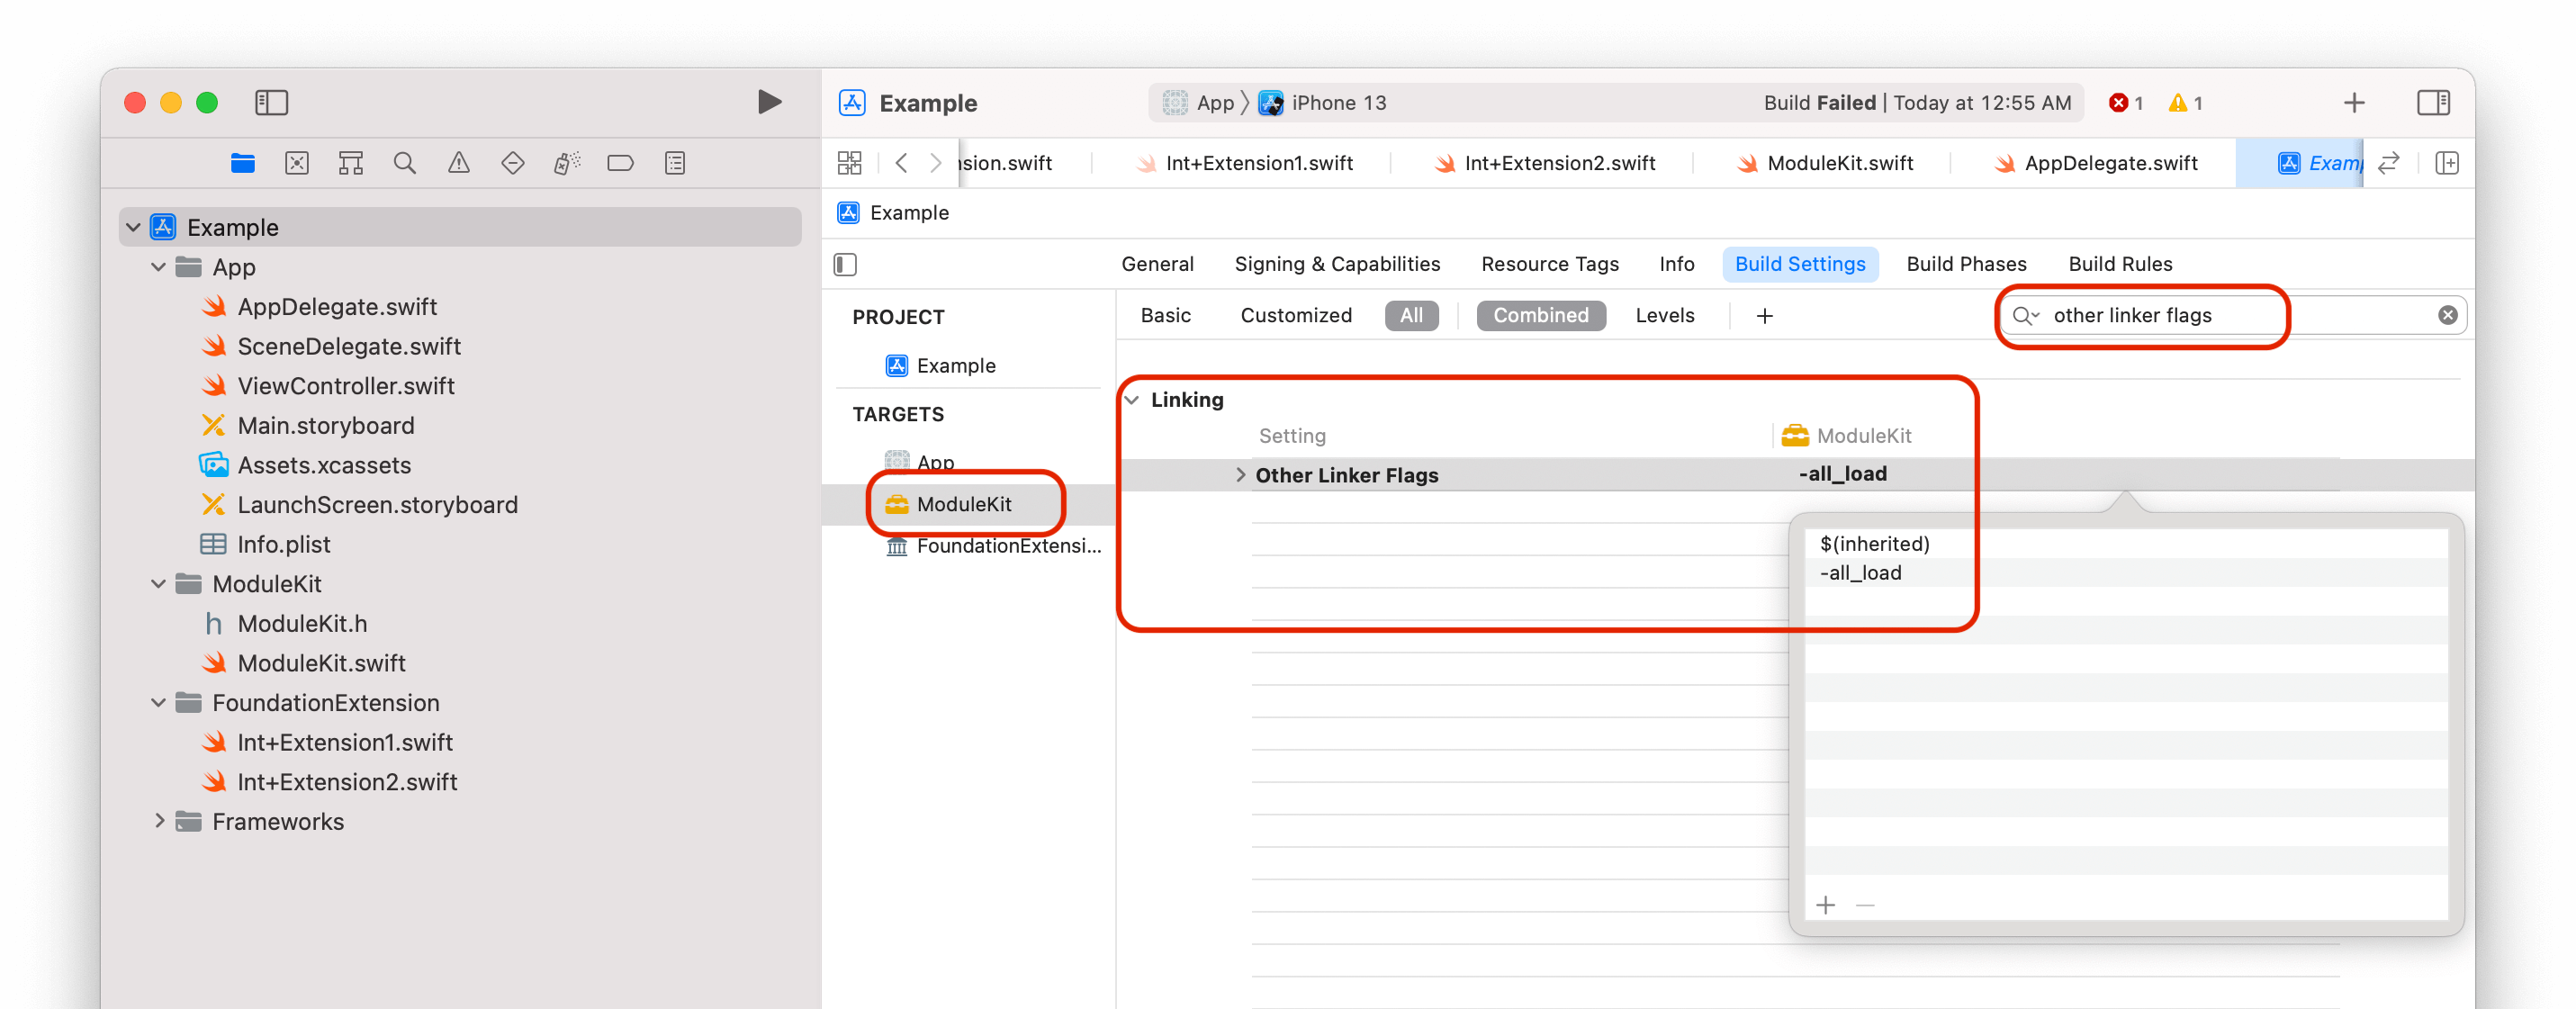 Example
App
iPhone 13
Build Failed | Today at 12:55 AM
1
1
nsion.swift
Int+Extension1.swift
Int+Extension2.swift
ModuleKit.swift
AppDelegate.swift
Examp
Example
Example
App
AppDelegate.swift
SceneDelegate.swift
ViewController.swift
Main.storyboard
Assets.xcassets
LaunchScreen.storyboard
Info.plist
ModuleKit
ModuleKit.h
ModuleKit.swift
FoundationExtension
Int+Extension1.swift
Int+Extension2.swift
Frameworks
General Signing & Capabilities Resource Tags Info Build Settings Build Phases Build Rules
PROJECT
Example
TARGETS
App
ModuleKit
FoundationExtensi...
Basic Customized All Combined Levels +
other linker flags
Linking
Setting
ModuleKit
Other Linker Flags
-all_load
$(inherited)
-all_load